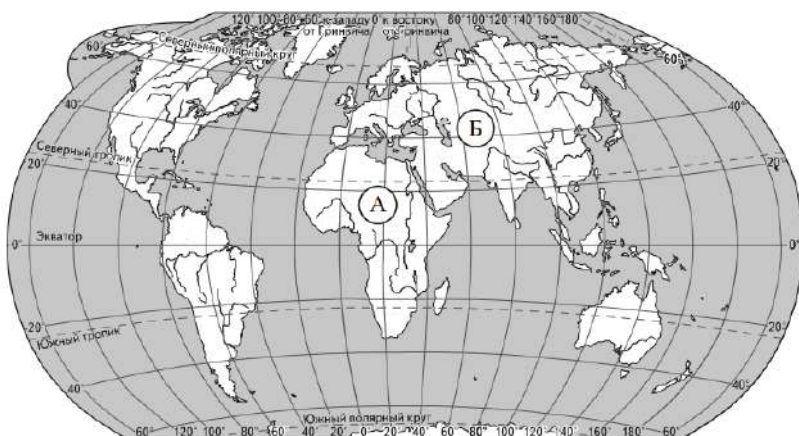 120° 100° 80° 60° к западу 0° к востоку 80° 100° 120° 140° 160° 180°
от Гринвича от Гринвича
Северный полярный круг
60° 60°
40° 40°
Б
Северный тропик
20° 20°
А
Экватор
0° 0°
20° 20°
Южный тропик
40 40°
Южный полярный круг
60° 120° 100° 80° 60° 40° 20° 0 20° 40° 60° 80° 100° 120° 140° 160° 180° 60°